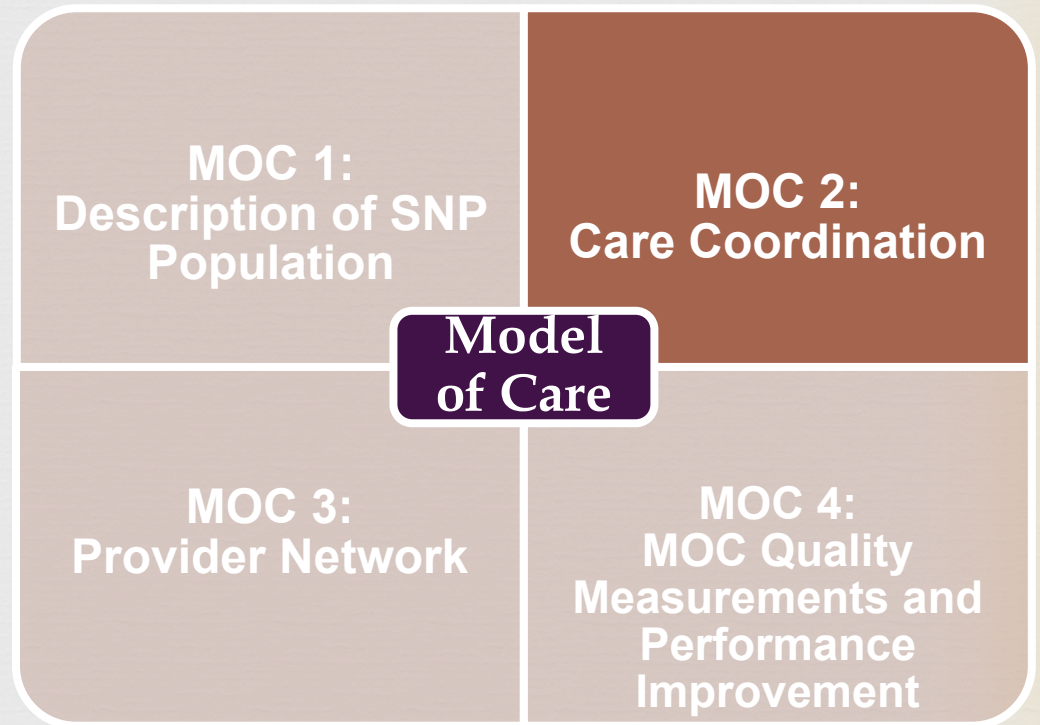 MOC 1:
Description of SNP
Population
MOC 2:
Care Coordination
Model
of Care
MOC 3:
Provider Network
MOC 4:
MOC Quality
Measurements and
Performance
Improvement